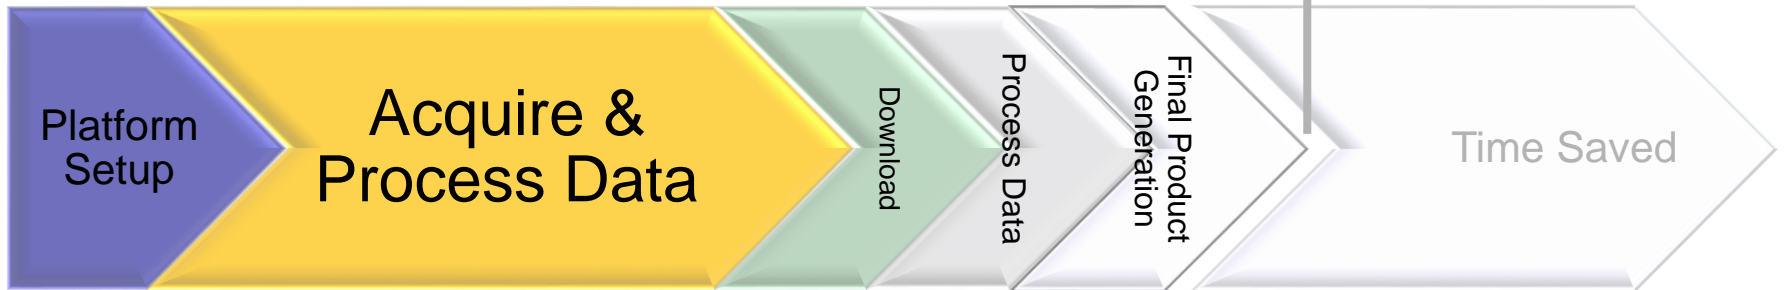 Platform
Setup
Acquire &
Process Data
Download
Process Data
Final Product
Generation
Time Saved